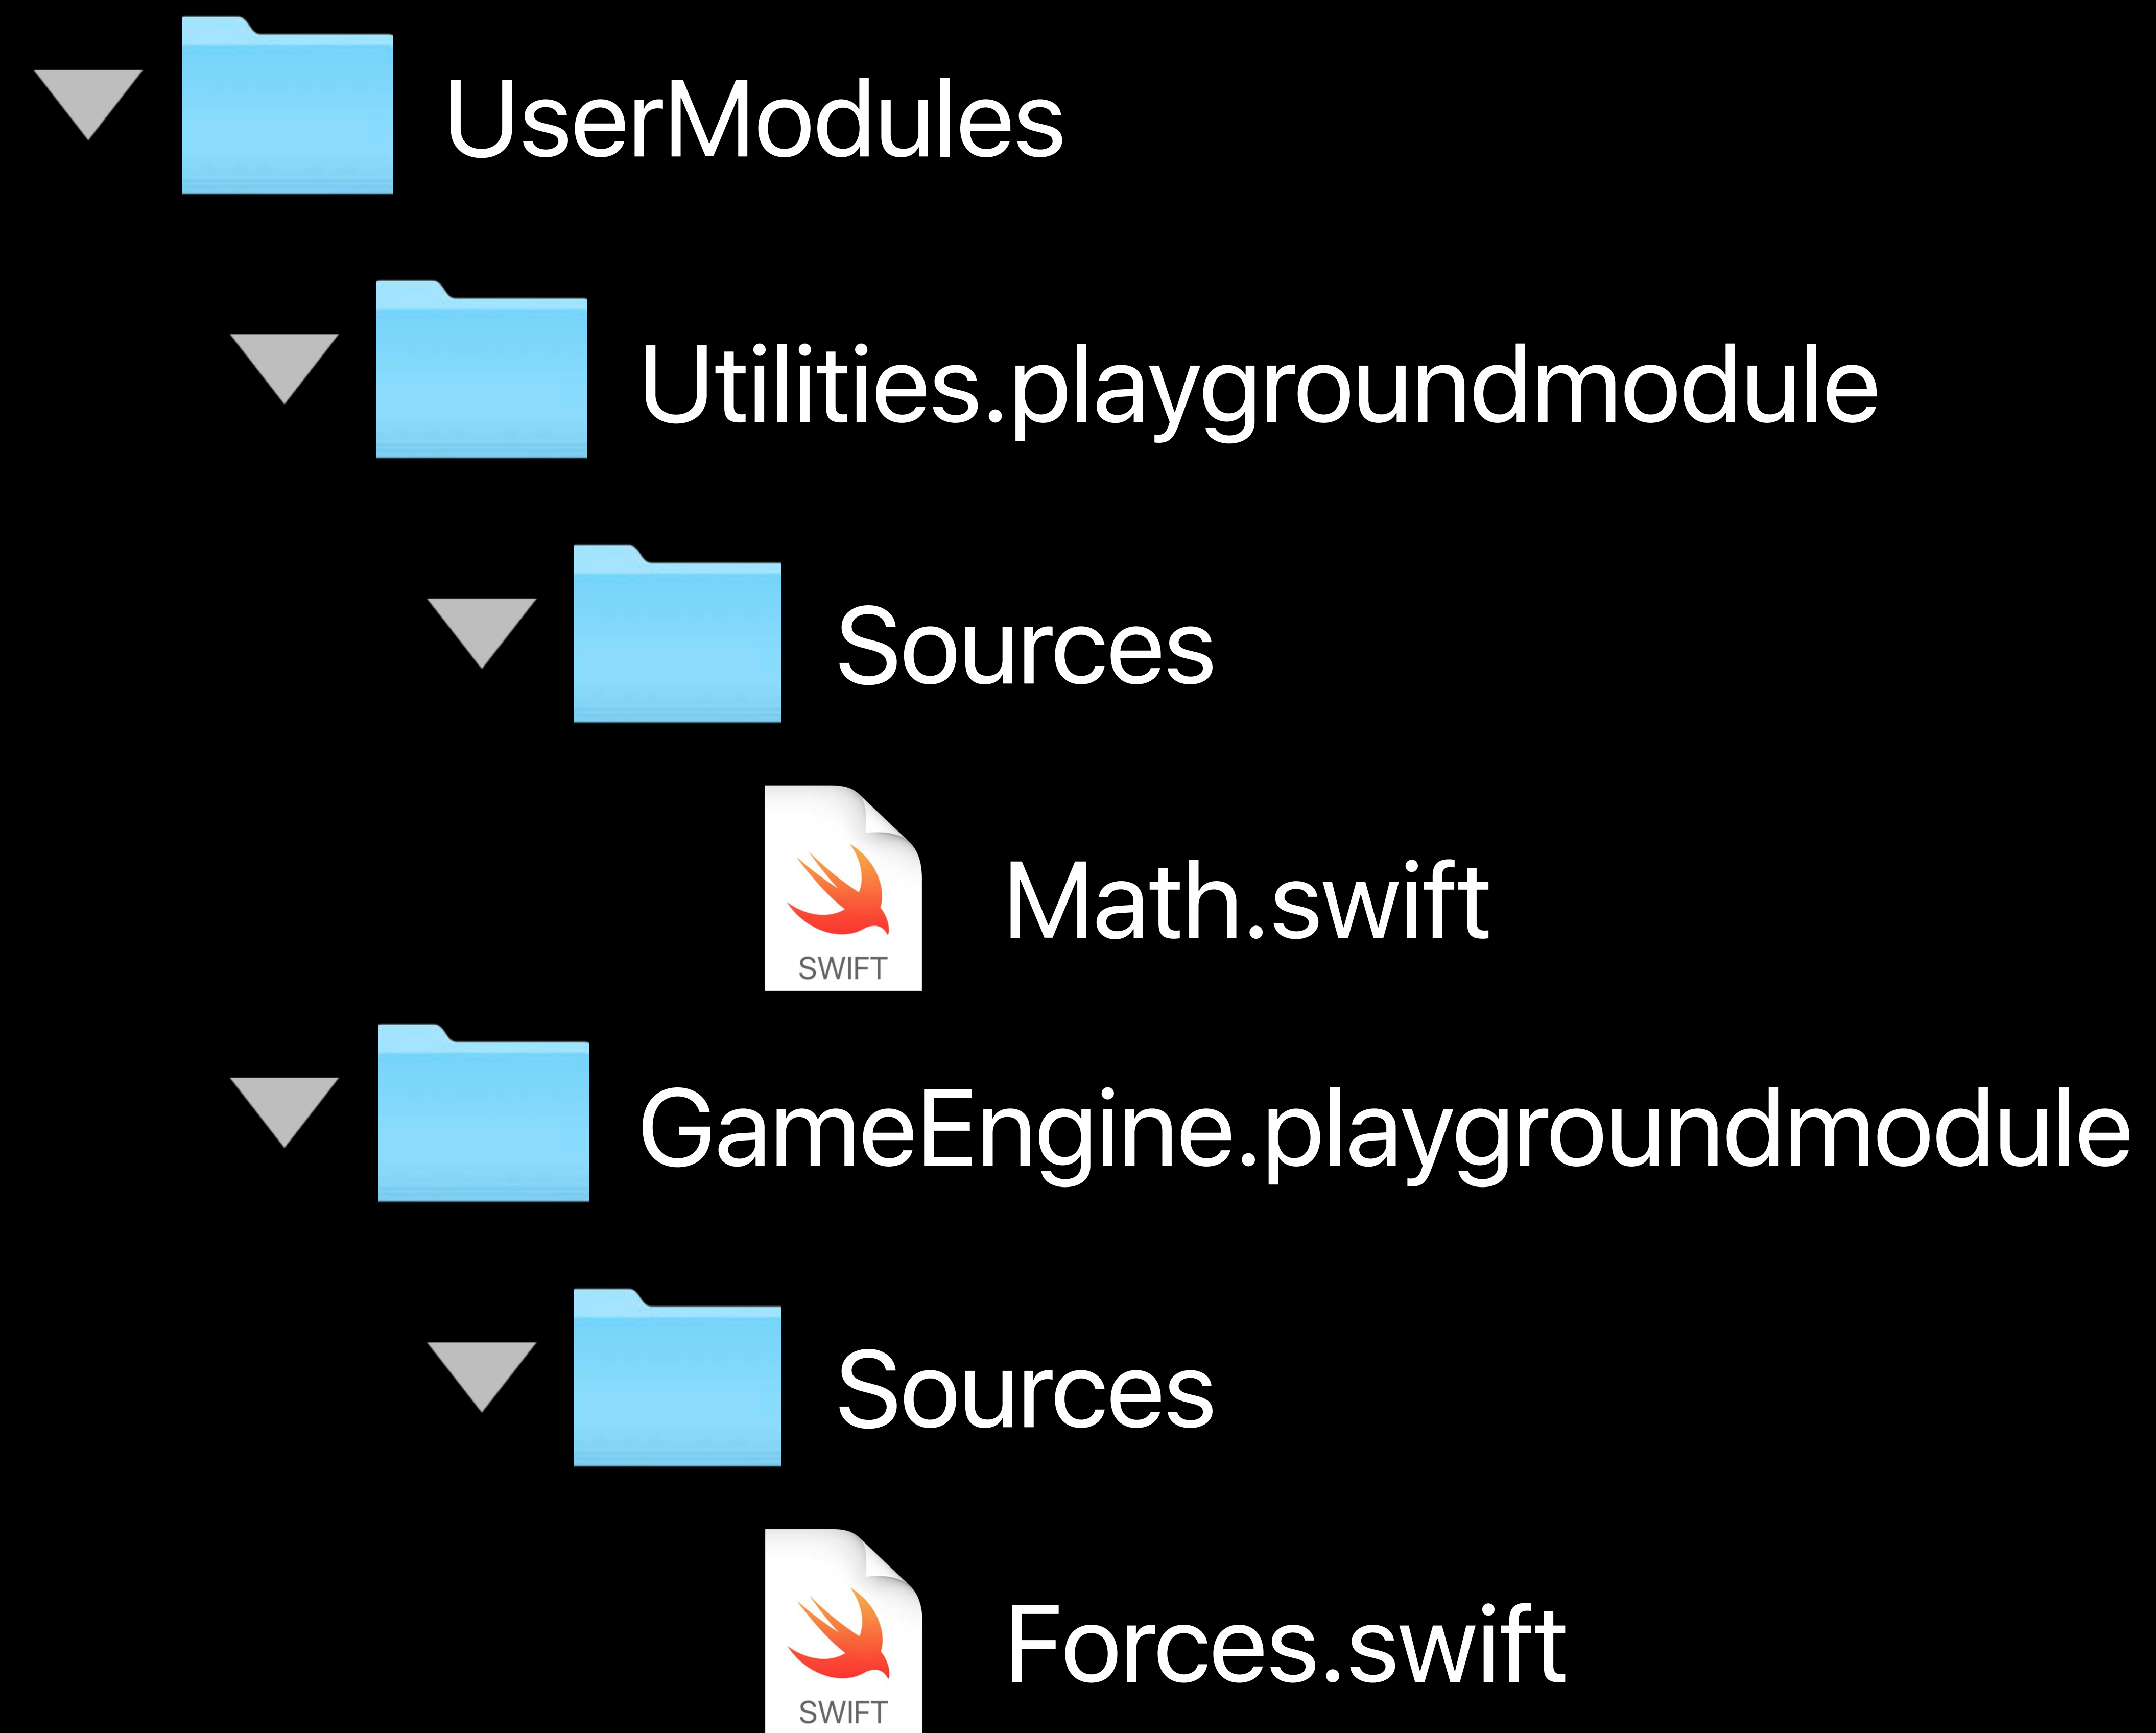 UserModules
Utilities.playgroundmodule
Sources
SWIFT
Math.swift
GameEngine.playgroundmodule
Sources
SWIFT
Forces.swift